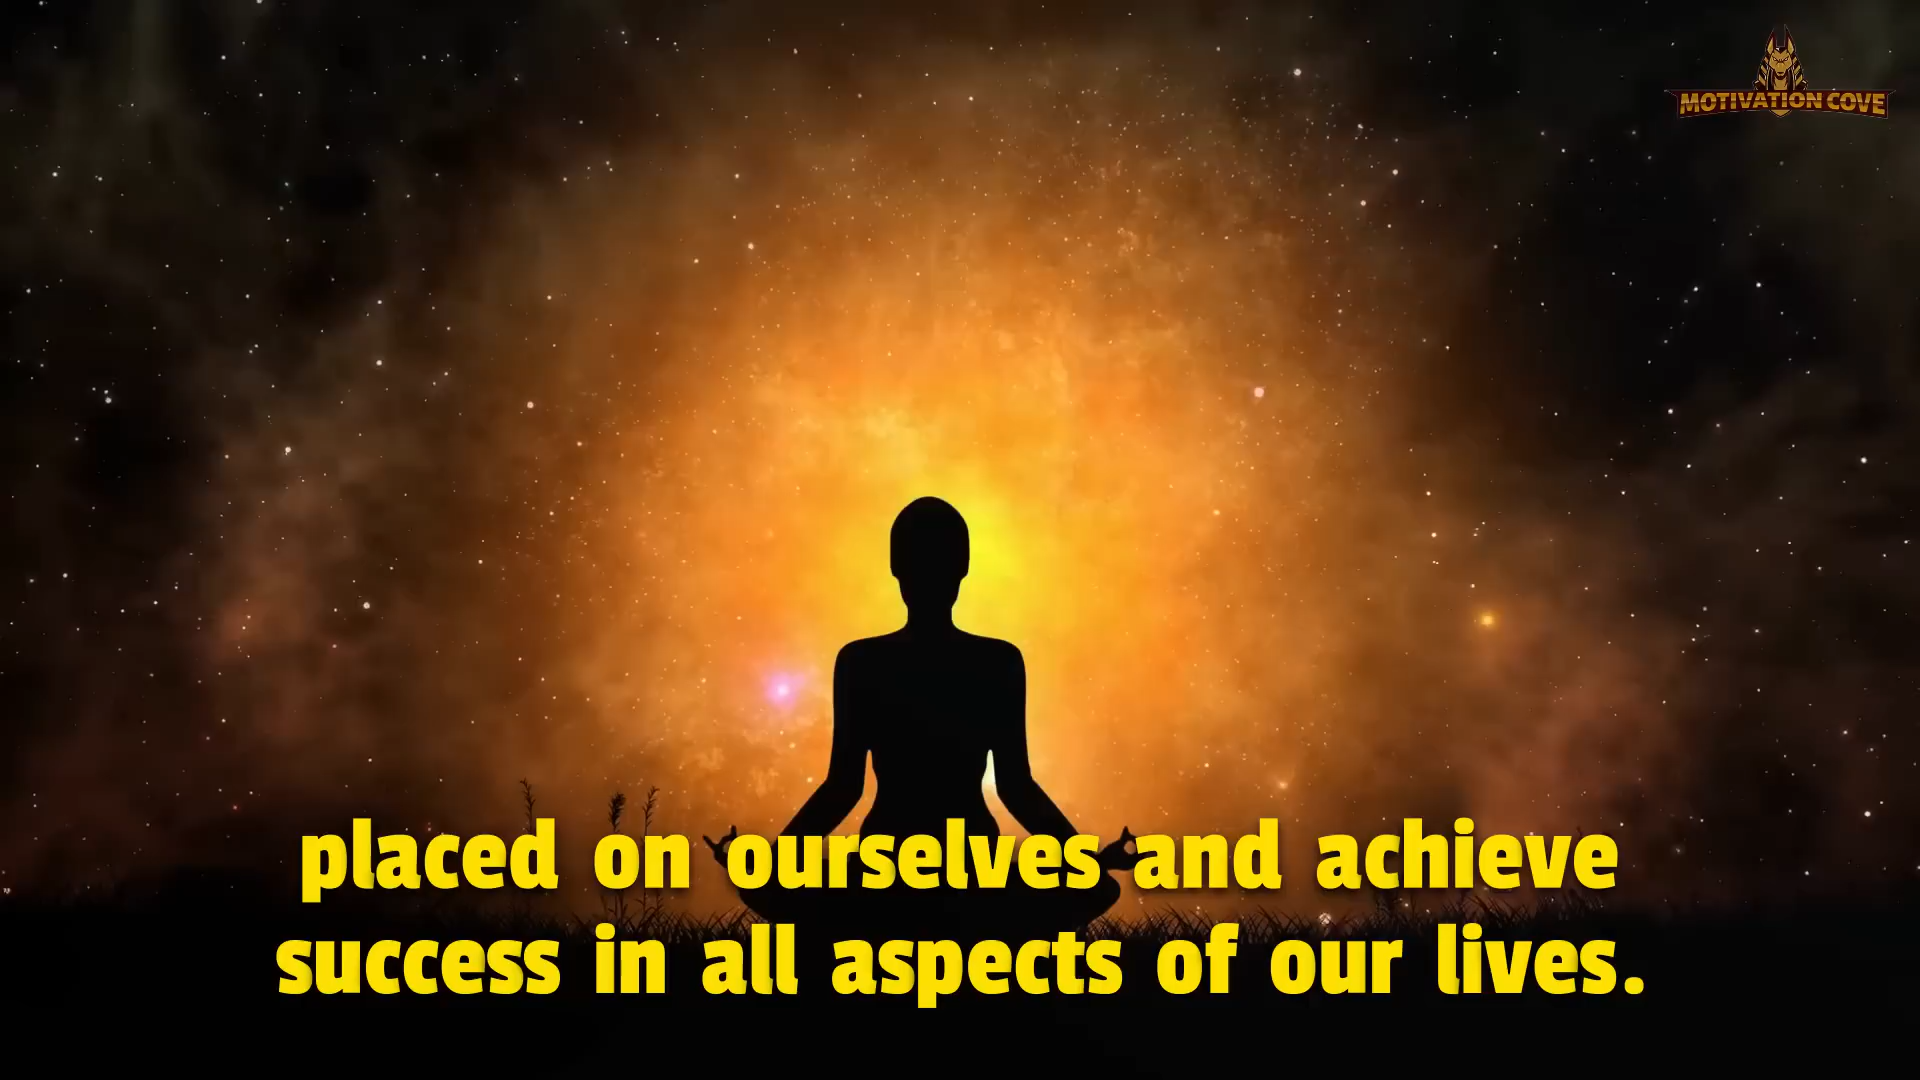 MOTIVATION COVE
placed on ourselves and achieve
success in all aspects of our lives.